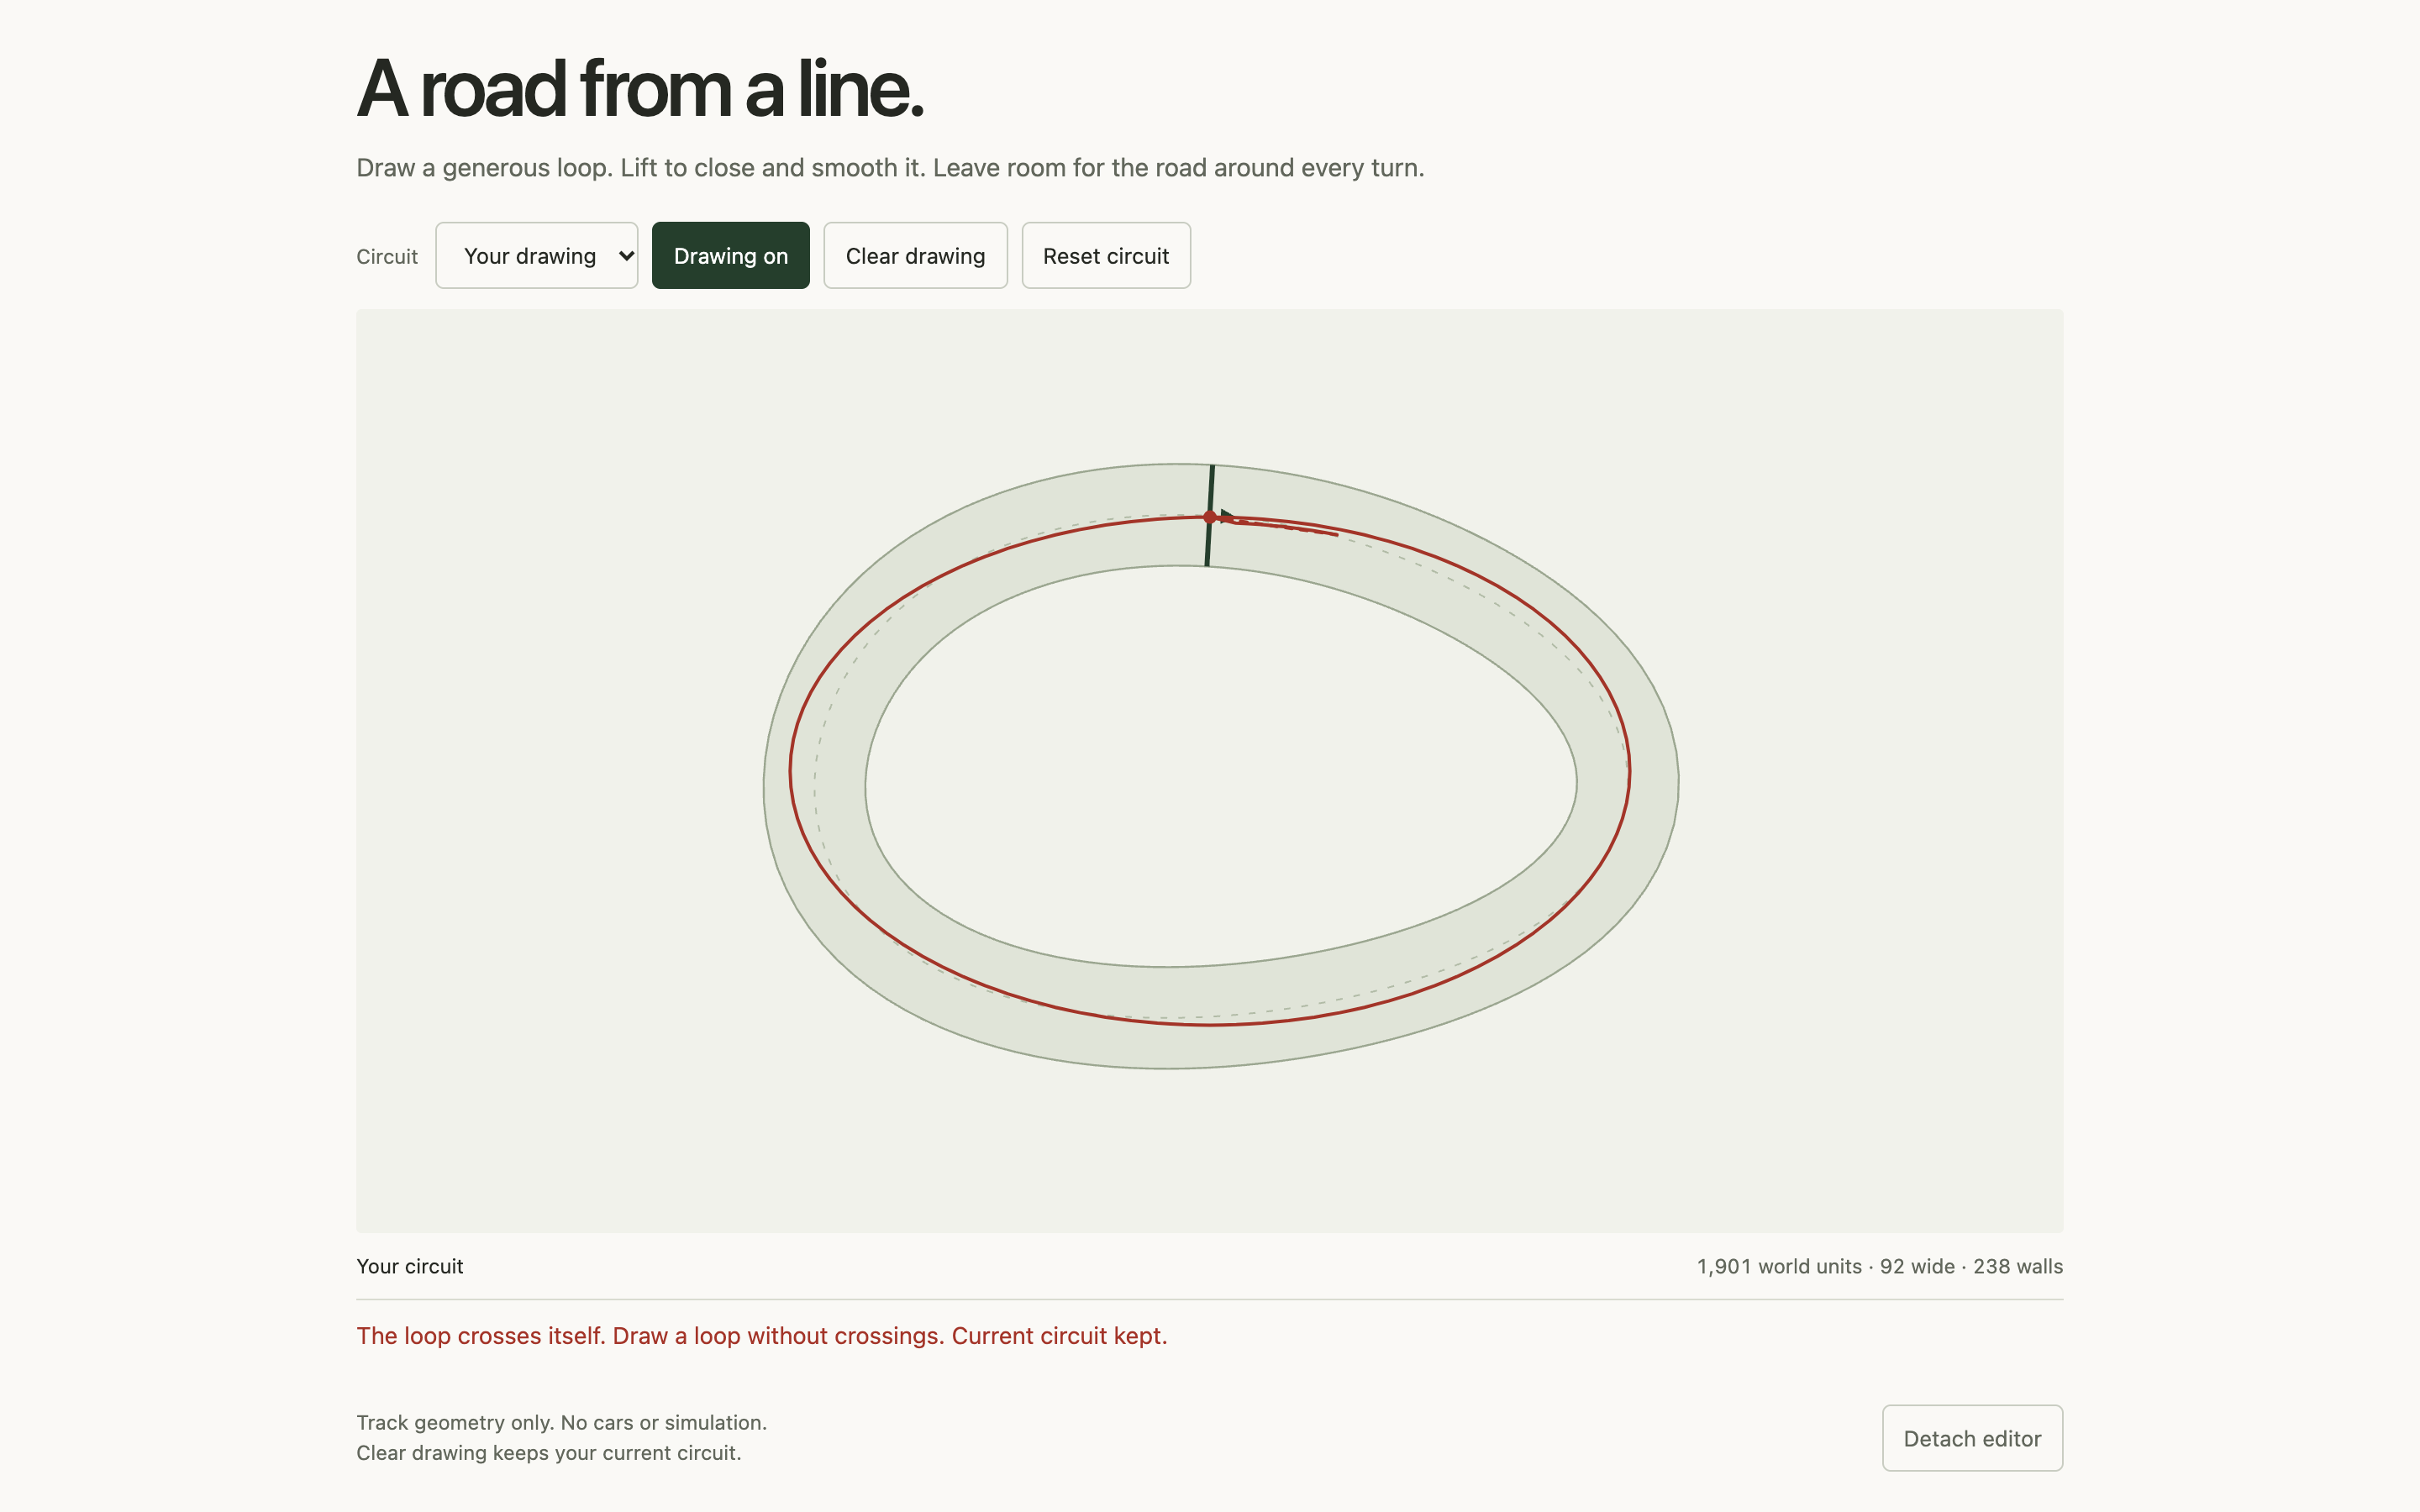 A road from a line.
Draw a generous loop. Lift to close and smooth it. Leave room for the road around every turn.
Circuit
Your drawing
Drawing on
Clear drawing
Reset circuit
Your circuit
1,901 world units · 92 wide · 238 walls
The loop crosses itself. Draw a loop without crossings. Current circuit kept.
Track geometry only. No cars or simulation.
Clear drawing keeps your current circuit.
Detach editor